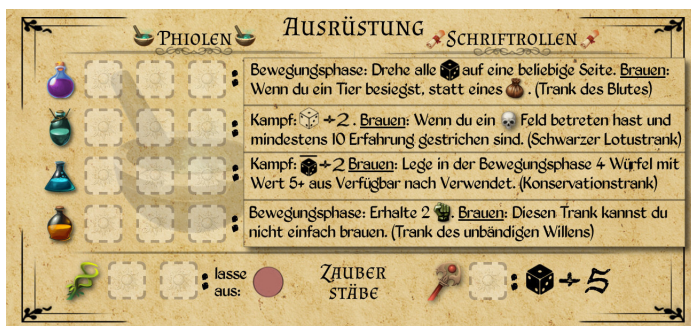 Ausrüstung
Phiolen
Schriftrollen
: Bewegungsphase: Drehe alle auf eine beliebige Seite. Brauen:
Wenn du ein Tier besiegst, statt eines . (Trank des Blutes)
: Kampf: +2 . Brauen: Wenn du ein Feld betreten hast und
mindestens 10 Erfahrung gestrichen sind. (Schwarzer Lotustrank)
: Kampf: +2 Brauen: Lege in der Bewegungsphase 4 Würfel mit
Wert 5+ aus Verfügbar nach Verwendet. (Konservationstrank)
: Bewegungsphase: Erhalte 2 . Brauen: Diesen Trank kannst du
nicht einfach brauen. (Trank des unbändigen Willens)
: lasse
aus:
Zauber
stäbe
: + 5